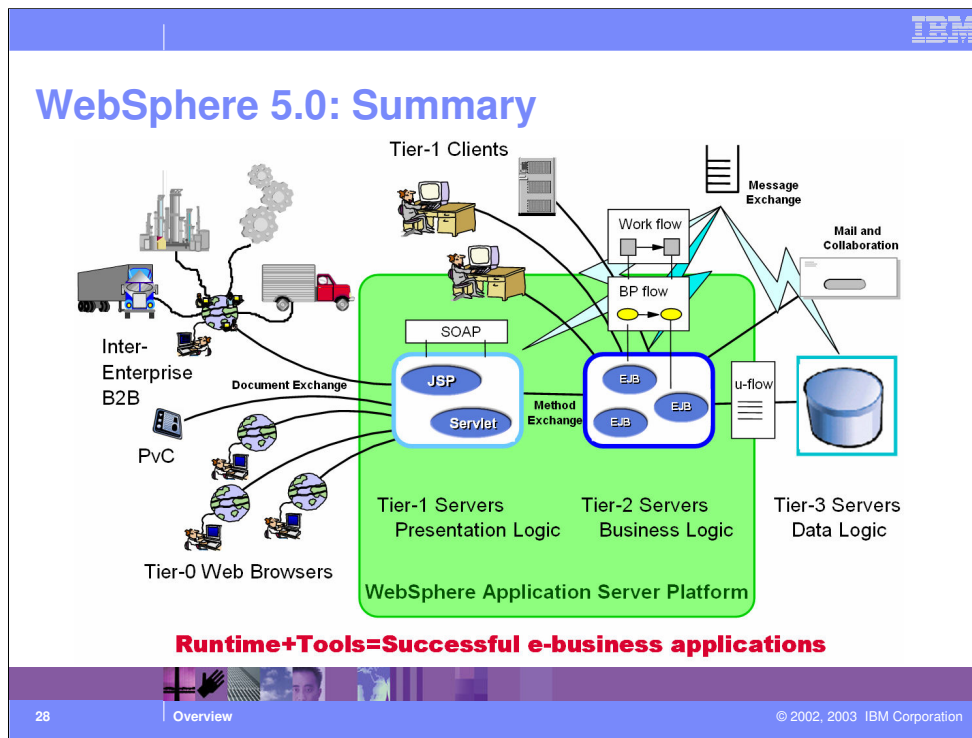 IBM
WebSphere 5.0: Summary
Tier-1 Clients
Message
Exchange
Work flow
Mail and
Collaboration
BP flow
SOAP
Inter-
Enterprise
B2B
Document Exchange
JSP
Servlet
Method
Exchange
EJB
EJB
EJB
u-flow
PvC
Tier-1 Servers
Presentation Logic
Tier-2 Servers
Business Logic
Tier-3 Servers
Data Logic
Tier-0 Web Browsers
WebSphere Application Server Platform
Runtime+Tools=Successful e-business applications
28
Overview
© 2002, 2003 IBM Corporation